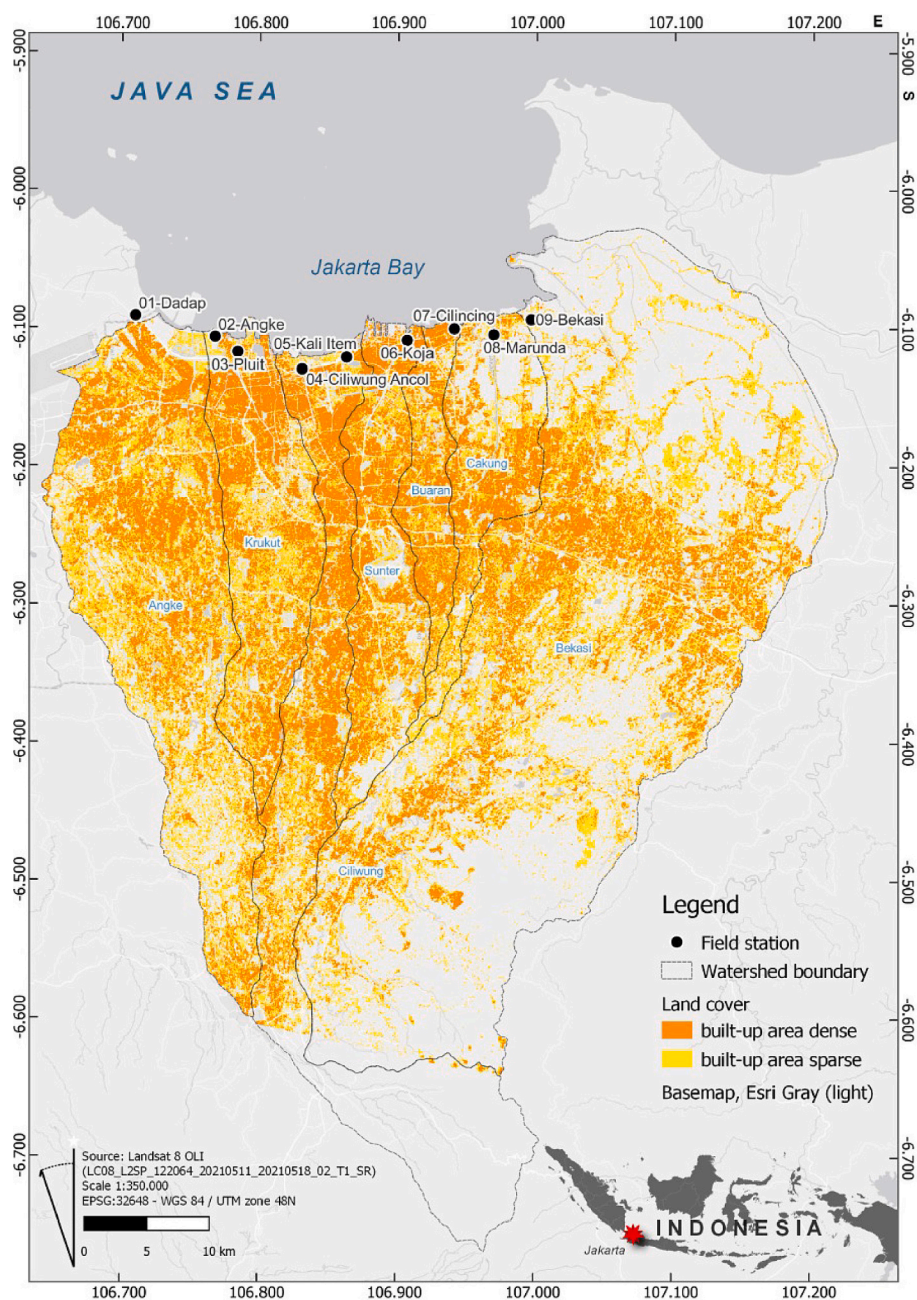 106.700 106.800 106.900 107.000 107.100 107.200 E
-5.900
-5.900
S
JAVA SEA
-6.000
-6.000
Jakarta Bay
01-Dadap
07-Cilincing
-6.100
-6.100
02-Angke
09-Bekasi
05-Kali Item
08-Marunda
03-Pluit
06-Koja
04-Ciliwung Ancol
-6.200
-6.200
Cakung
Buaran
Krukut
Sunter
-6.300
-6.300
Angke
Bekasi
-6.400
-6.400
Ciliwung
-6.500
-6.500
Legend
Field station
Watershed boundary
Land cover
built-up area dense
built-up area sparse
Basemap, Esri Gray (light)
-6.600
-6.600
-6.700
-6.700
Source: Landsat 8 OLI
(LC08_L2SP_122064_20210511_20210518_02_T1_SR)
Scale 1:350.000
EPSG:32648 - WGS 84 / UTM zone 48N
0 5 10 km
INDONESIA
Jakarta
106.700 106.800 106.900 107.000 107.100 107.200